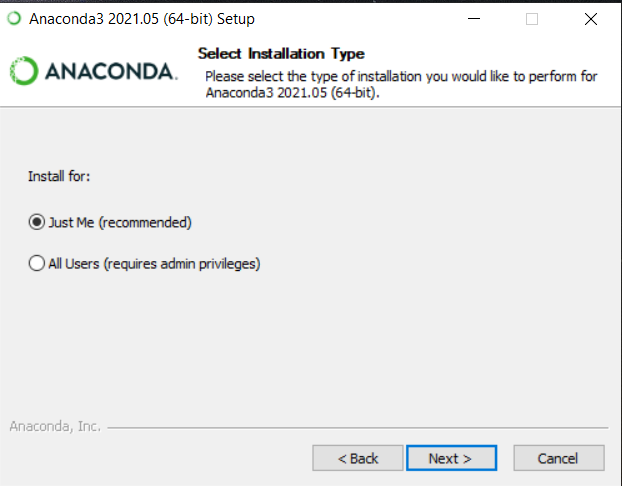 Anaconda3 2021.05 (64-bit) Setup
ANACONDA.
Select Installation Type
Please select the type of installation you would like to perform for
Anaconda3 2021.05 (64-bit).
Install for:
Just Me (recommended)
All Users (requires admin privileges)
Anaconda, Inc.
< Back Next > Cancel